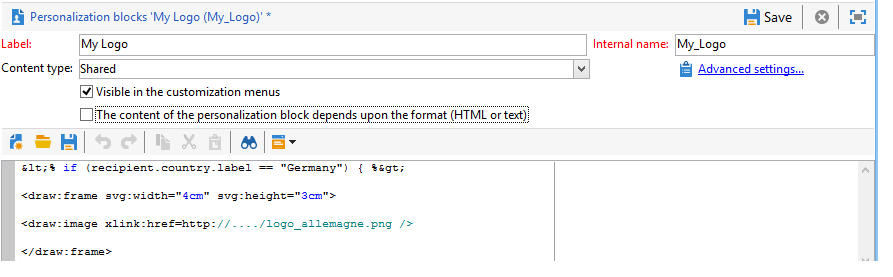 Personalization blocks 'My Logo (My_Logo)' *
Save
Label: My Logo Internal name: My_Logo
Content type: Shared Advanced settings...
Visible in the customization menus
The content of the personalization block depends upon the format (HTML or text)
&lt;% if (recipient.country.label == "Germany") { %&gt;
<draw:frame svg:width="4cm" svg:height="3cm">
<draw:image xlink:href=http://..../logo_allemagne.png />
</draw:frame>